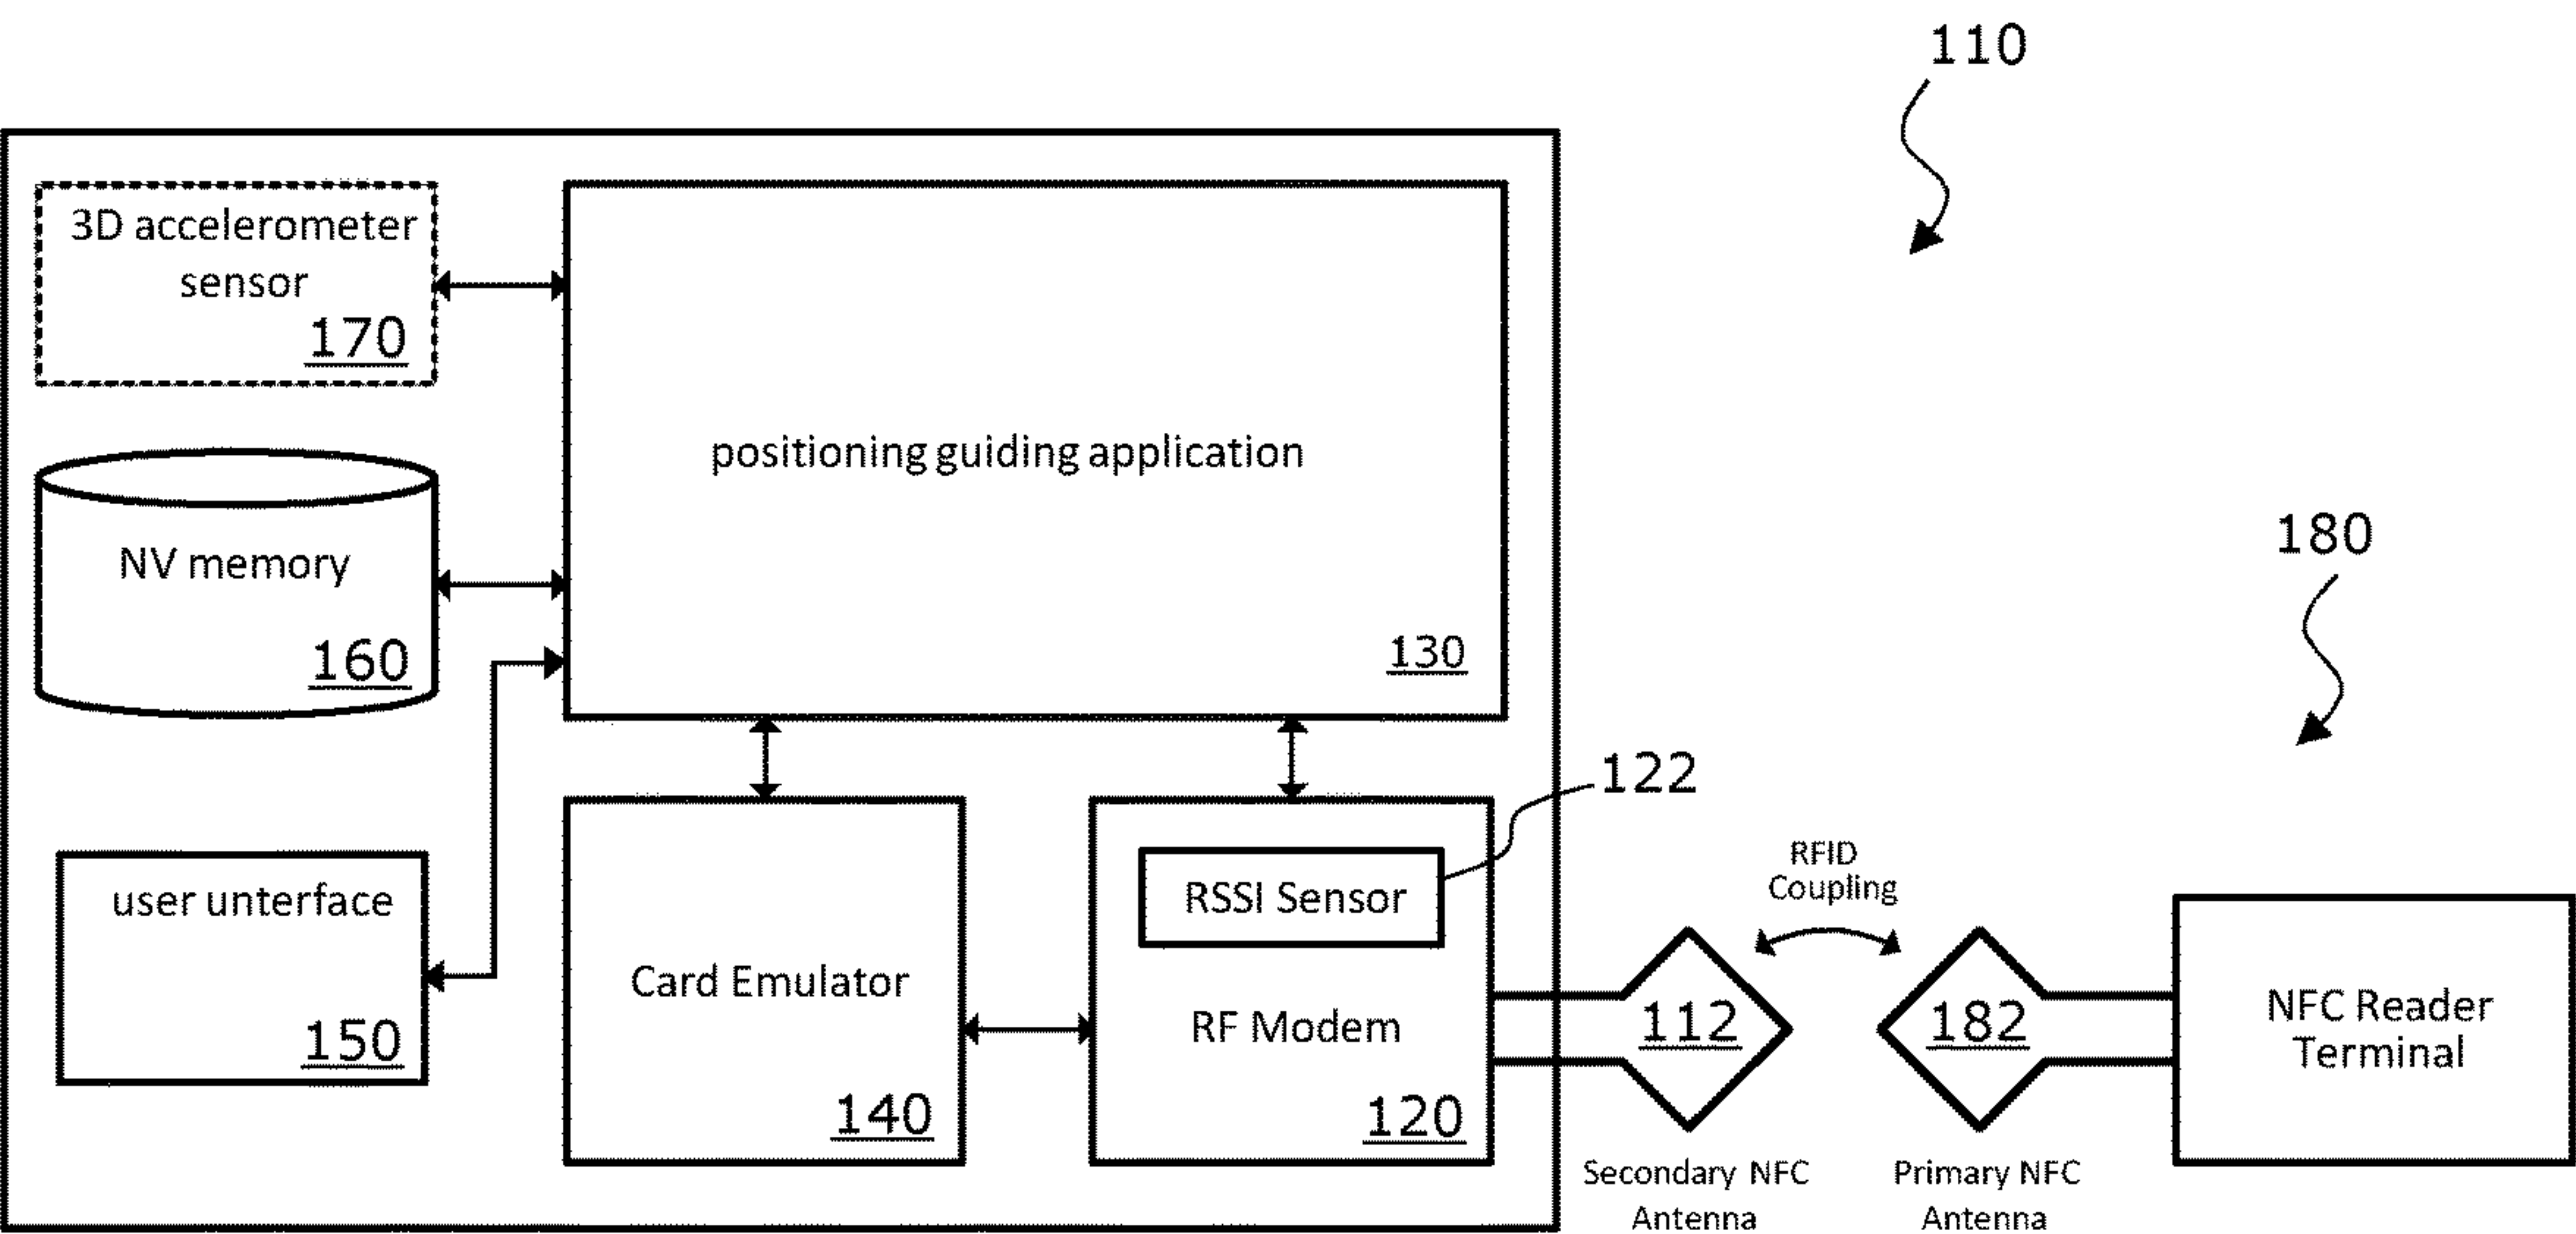 110
3D accelerometer
sensor
170
positioning guiding application
130
NV memory
160
180
122
user unterface
150
Card Emulator
140
RSSI Sensor
RF Modem
120
RFID
Coupling
112
182
NFC Reader
Terminal
Secondary NFC
Antenna
Primary NFC
Antenna